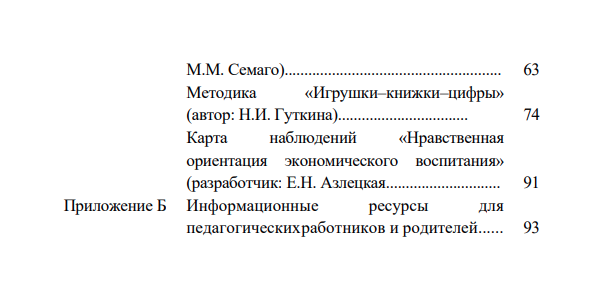 М.М. Семаго)....................................................... 63
Методика «Игрушки–книжки–цифры»
(автор: Н.И. Гуткина)................................. 74
Карта наблюдений «Нравственная
ориентация экономического воспитания»
(разработчик: Е.Н. Азлецкая............................. 91
Приложение Б Информационные ресурсы для
педагогическихработников и родителей...... 93